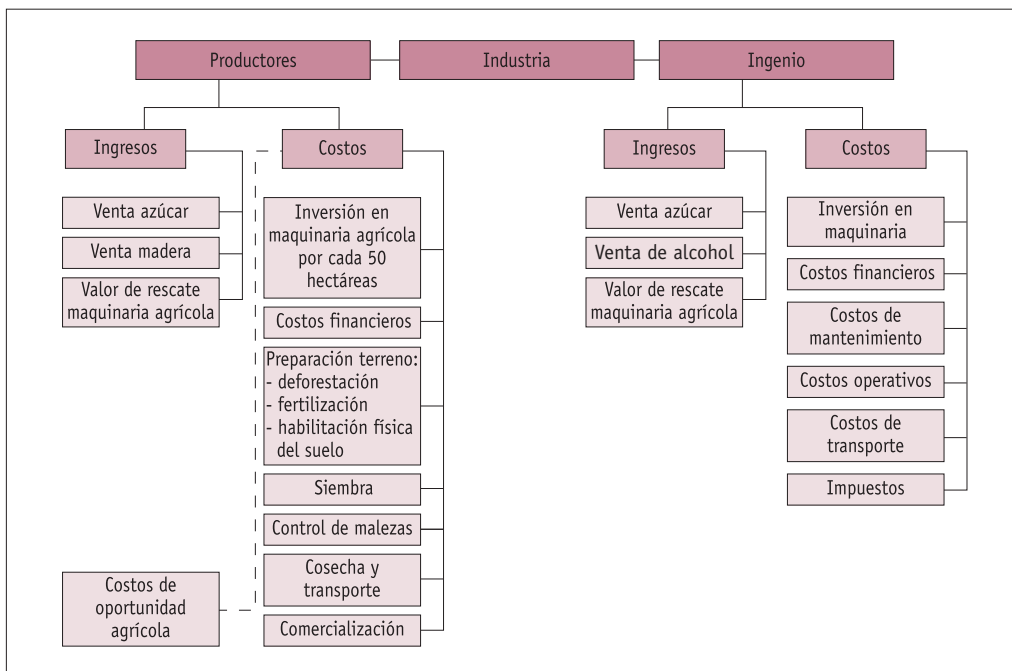 Productores
Industria
Ingenio
Ingresos
Costos
Venta azúcar
Venta madera
Valor de rescate
maquinaria agrícola
Inversión en
maquinaria agrícola
por cada 50
hectáreas
Costos financieros
Preparación terreno:
- deforestación
- fertilización
- habilitación física
del suelo
Siembra
Control de malezas
Cosecha y
transporte
Comercialización
Costos de
oportunidad
agrícola
Ingresos
Costos
Venta azúcar
Venta de alcohol
Valor de rescate
maquinaria agrícola
Inversión en
maquinaria
Costos financieros
Costos de
mantenimiento
Costos operativos
Costos de
transporte
Impuestos